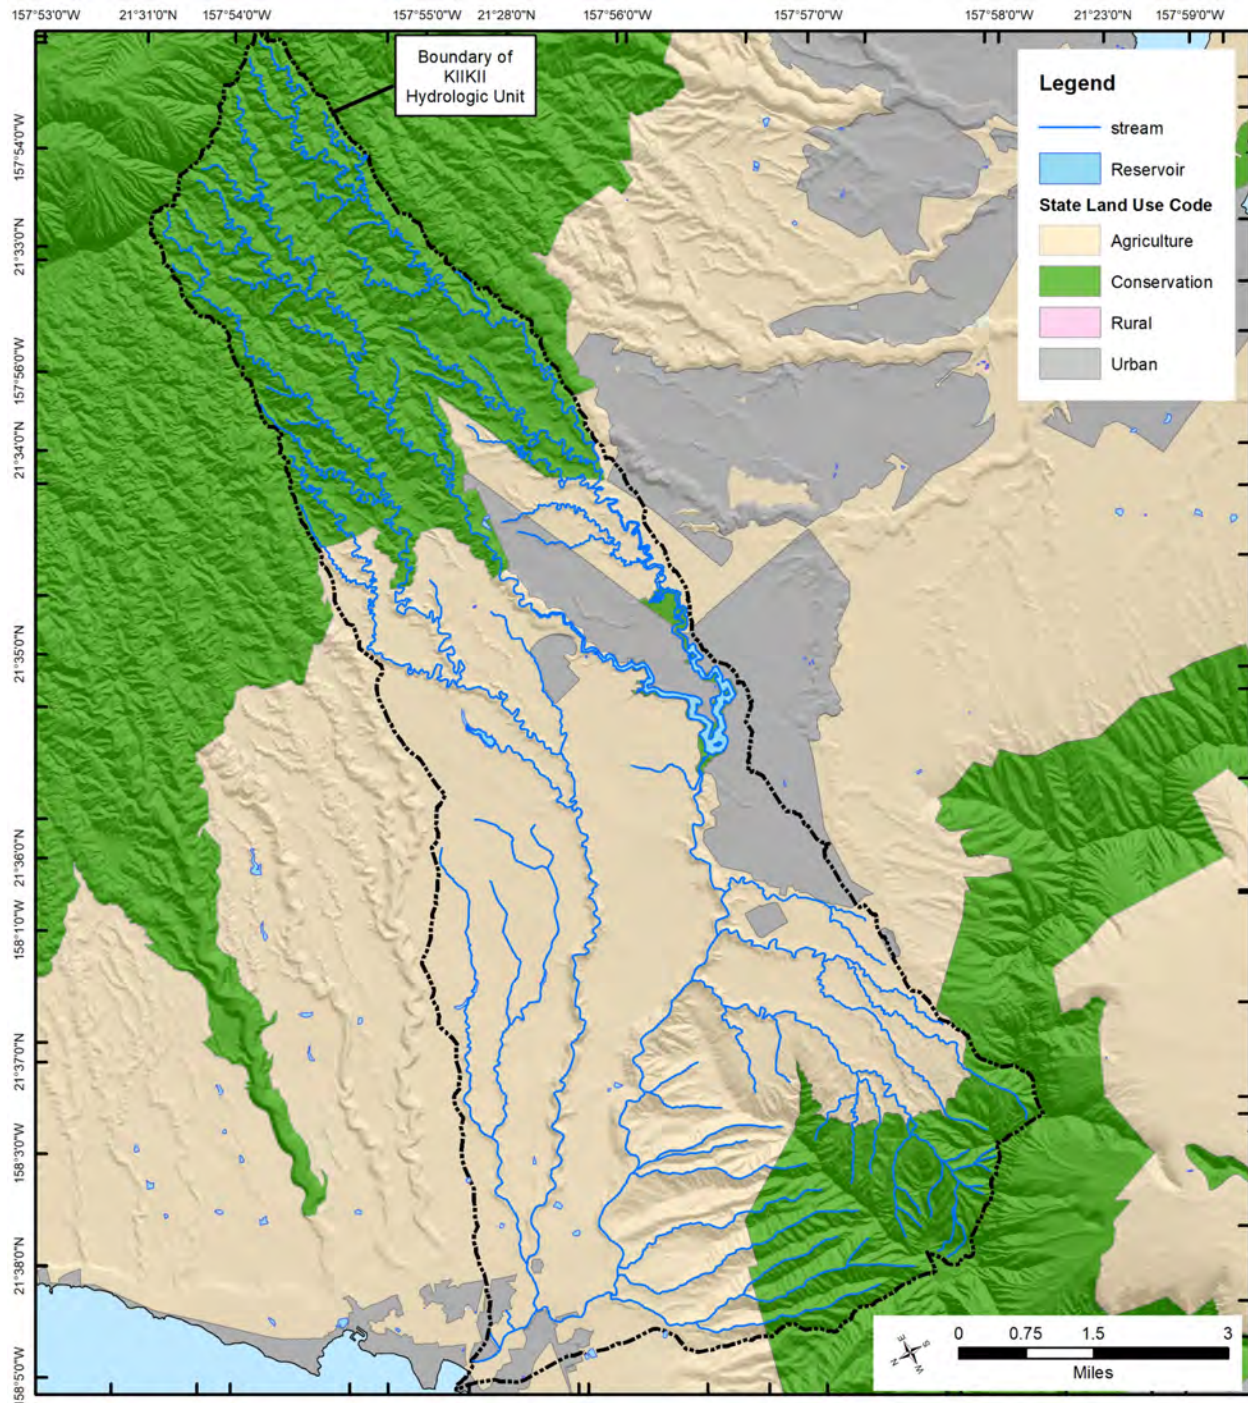 157°53'0"W
21°31'0"N
157°54'0"W
157°55'0"W
21°28'0"N
157°56'0"W
157°57'0"W
157°58'0"W
21°23'0"N
157°59'0"W
Boundary of
KIIKII
Hydrologic Unit
Legend
stream
Reservoir
State Land Use Code
Agriculture
Conservation
Rural
Urban
157°54'0"W
21°33'0"N
157°56'0"W
21°34'0"N
21°35'0"N
21°36'0"N
158°1'0"W
21°37'0"N
158°3'0"W
21°38'0"N
158°5'0"W
N
E
S
W
0 0.75 1.5 3
Miles